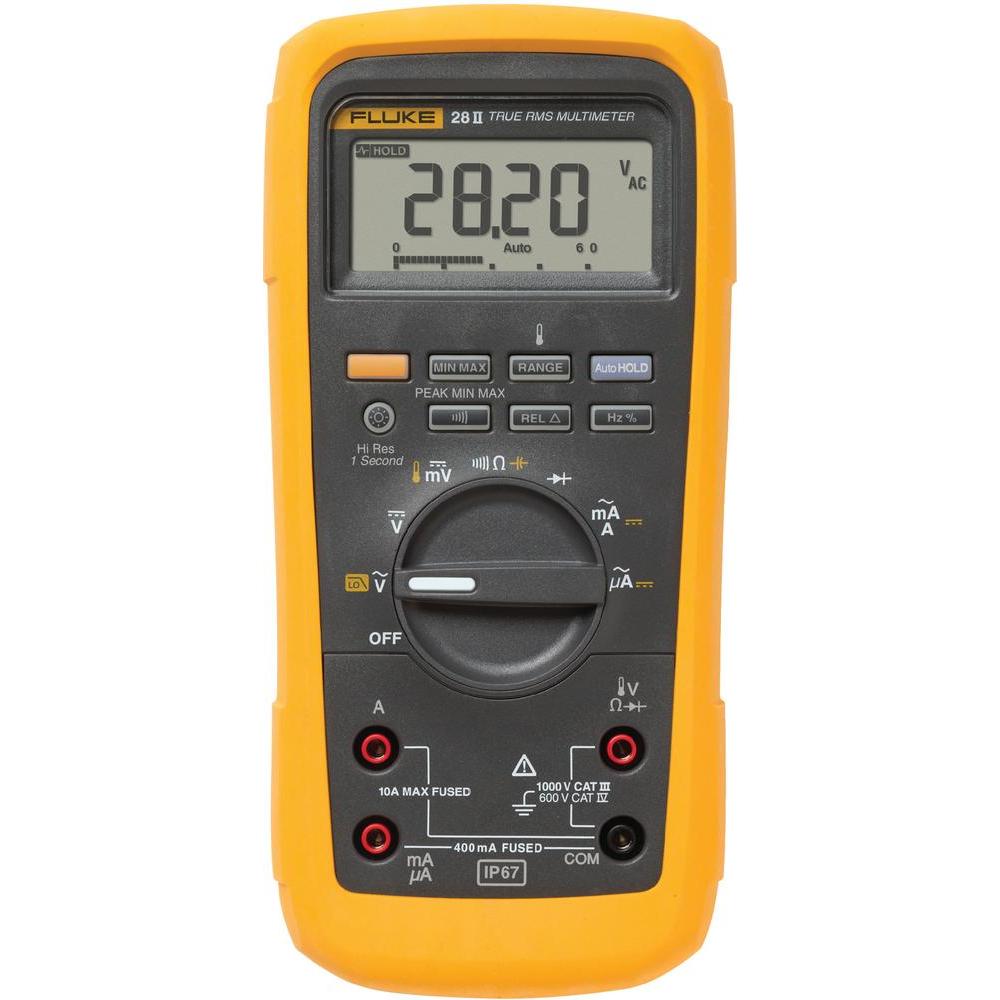 FLUKE 28 II TRUE RMS MULTIMETER
HOLD
28.20 V AC
0 Auto 60
MIN MAX RANGE AutoHOLD
PEAK MIN MAX
REL △ Hz %
Hi Res
1 Second
mV Ω
V mA
A
LO V µA
OFF
A V
Ω
10A MAX FUSED 1000 V CAT III
600 V CAT IV
400 mA FUSED COM
mA
µA
IP67